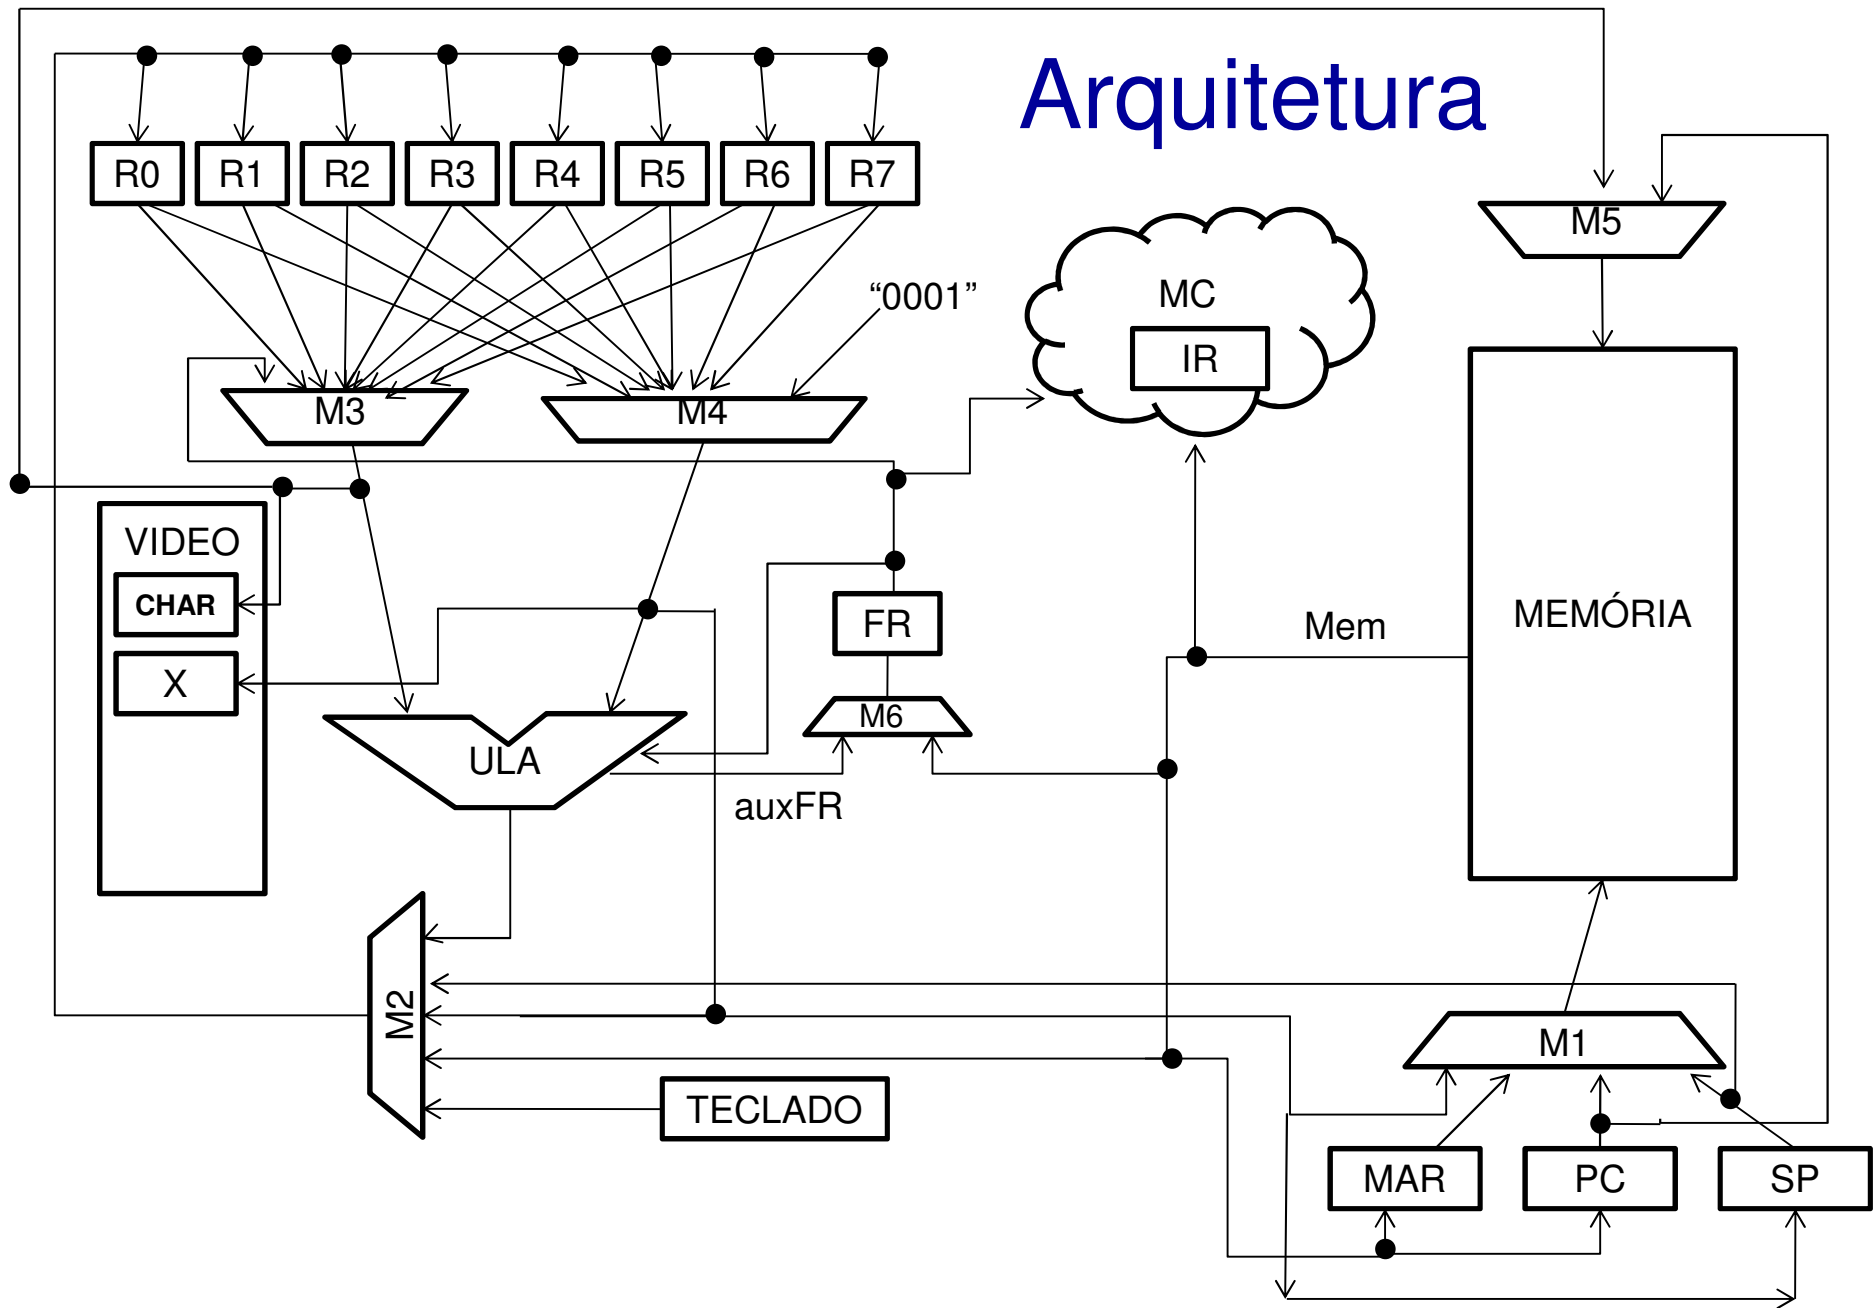 Arquitetura
R0 R1 R2 R3 R4 R5 R6 R7
M5
“0001”
MC
IR
M3
M4
VIDEO
CHAR
X
FR
Mem
MEMÓRIA
M6
ULA
auxFR
M2
M1
TECLADO
MAR
PC
SP